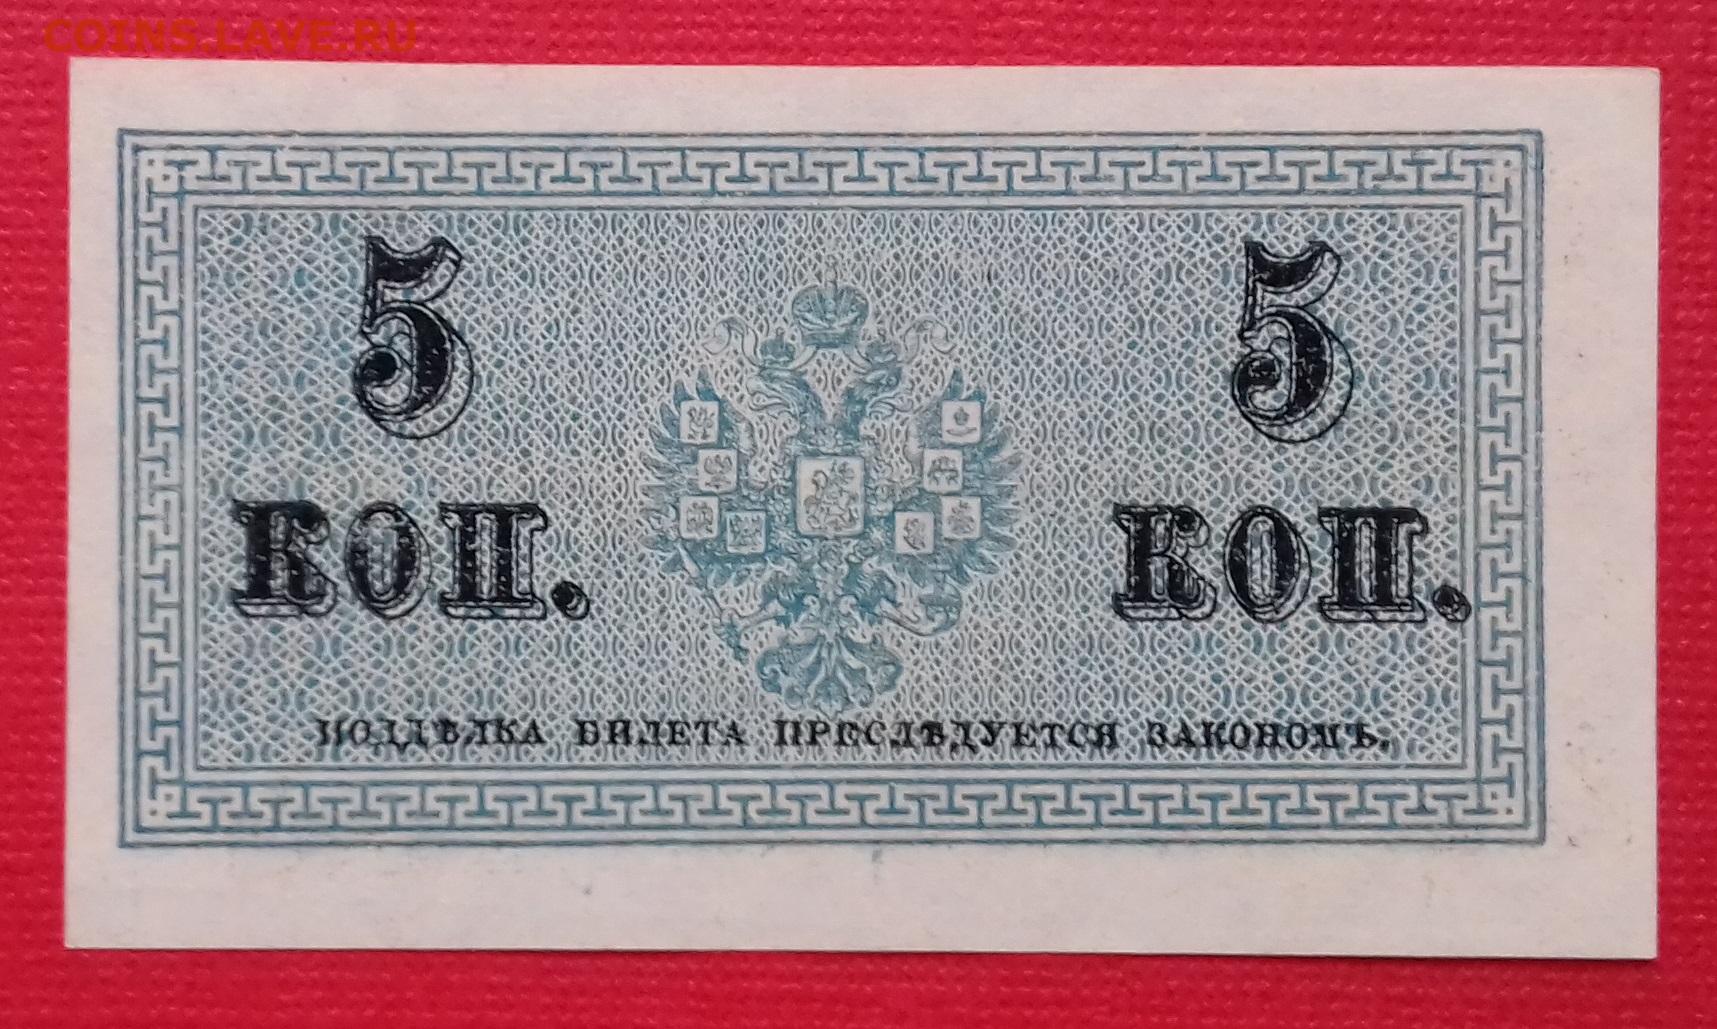 COINS.LAVE.RU
5 5
КОП. КОП.
ПОДДѢЛКА БИЛЕТА ПРЕСЛѢДУЕТСЯ ЗАКОНОМЪ.